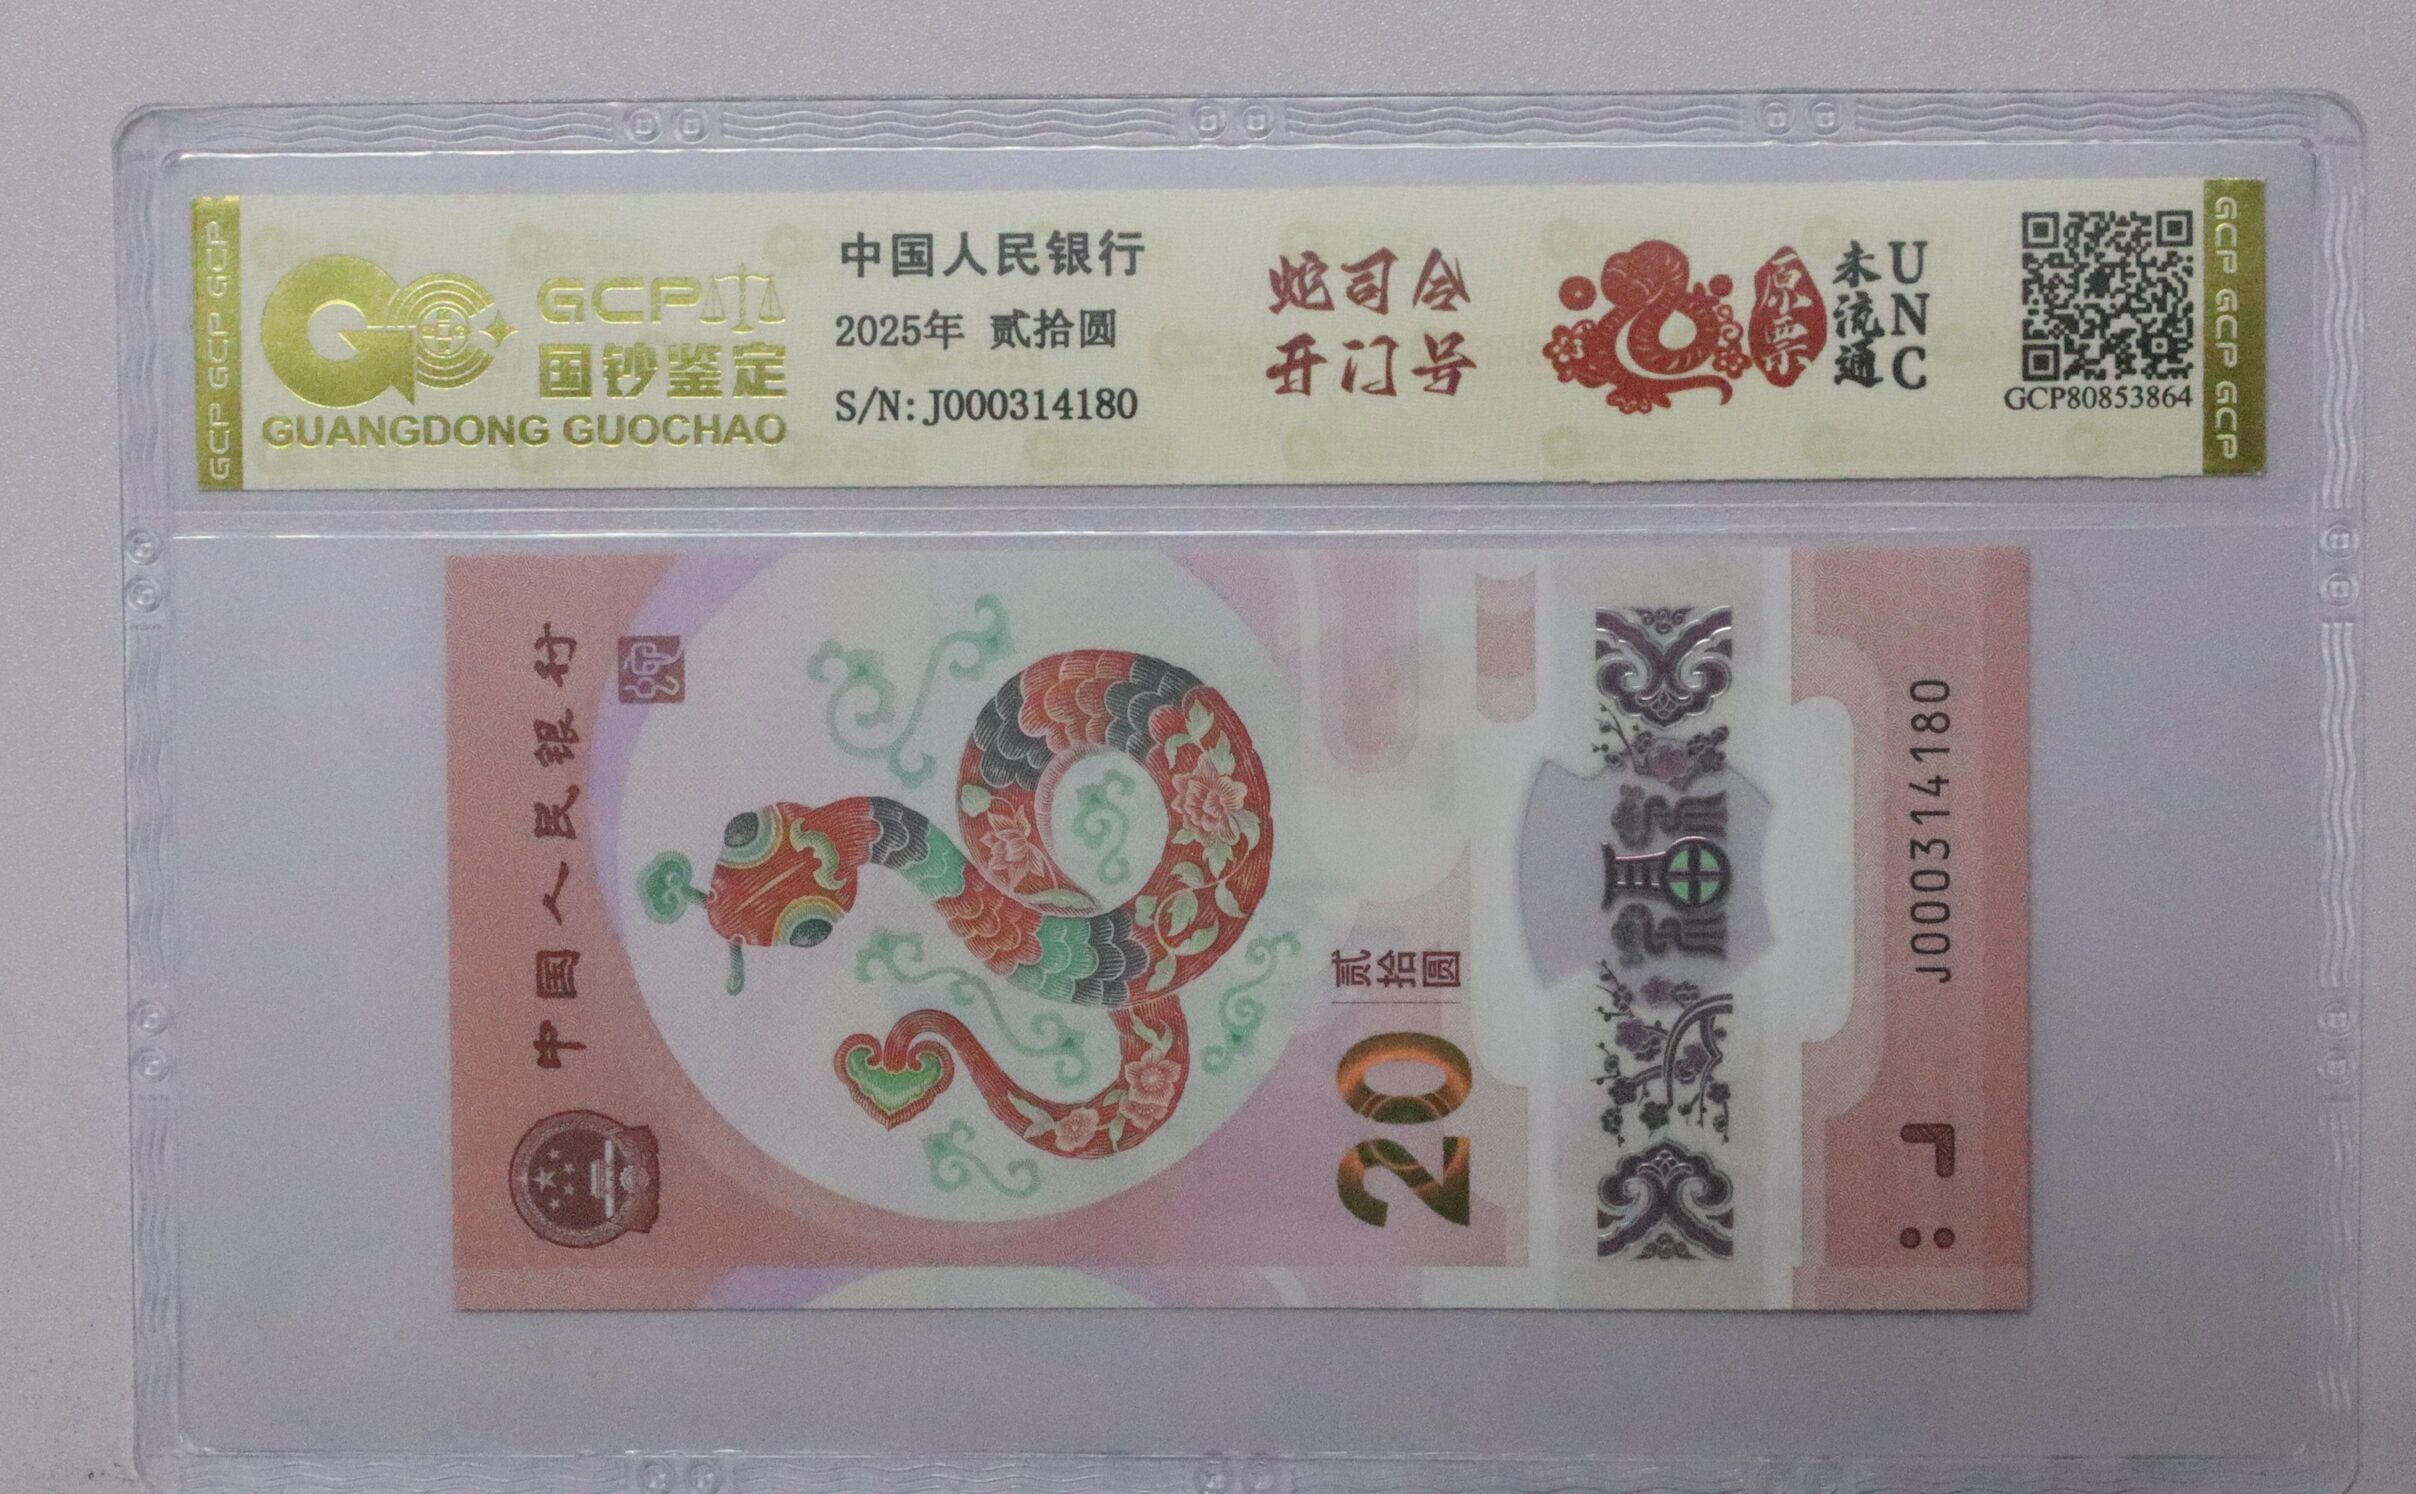 GCP GCP GCP
GCP
国钞鉴定
GUANGDONG GUOCHAO
中国人民银行
2025年 贰拾圆
S/N:J000314180
蛇司令
开门号
原票
未流通
UNC
GCP80853864
GCP GCP GCP
中国人民银行
贰拾圆
20
福
J000314180